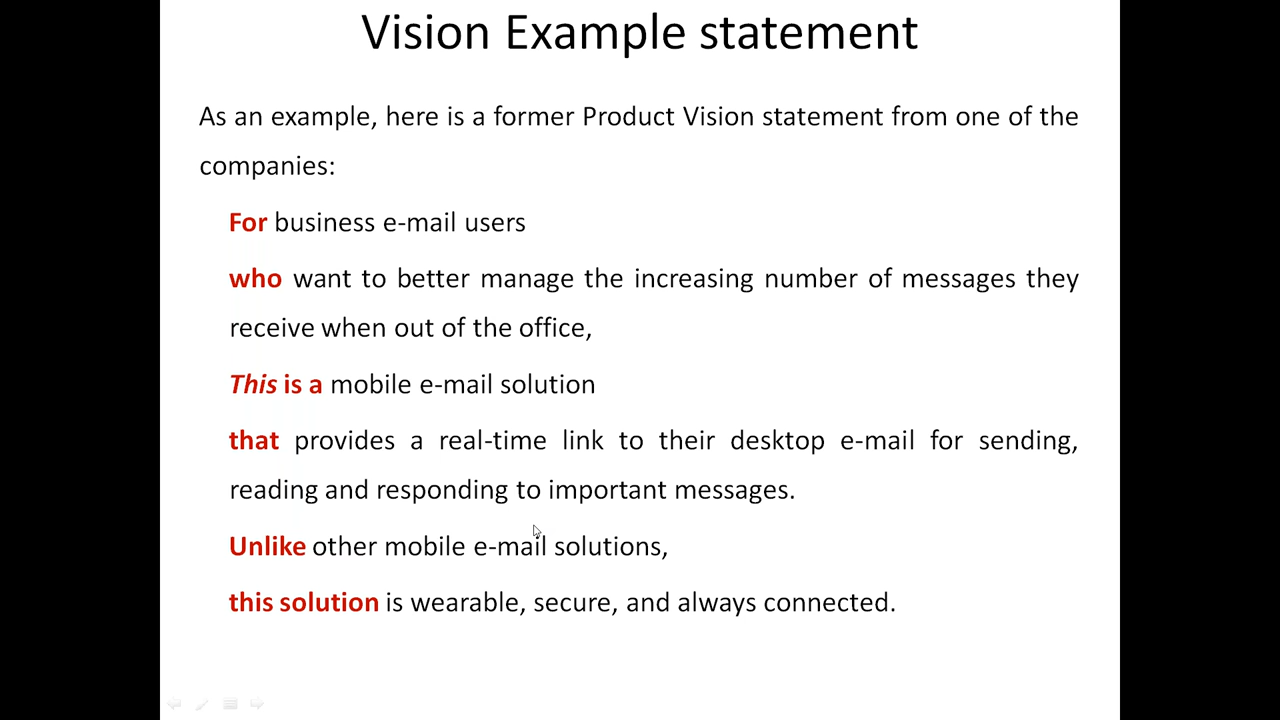 Vision Example statement
As an example, here is a former Product Vision statement from one of the
companies:
For business e-mail users
who want to better manage the increasing number of messages they
receive when out of the office,
This is a mobile e-mail solution
that provides a real-time link to their desktop e-mail for sending,
reading and responding to important messages.
Unlike other mobile e-mail solutions,
this solution is wearable, secure, and always connected.